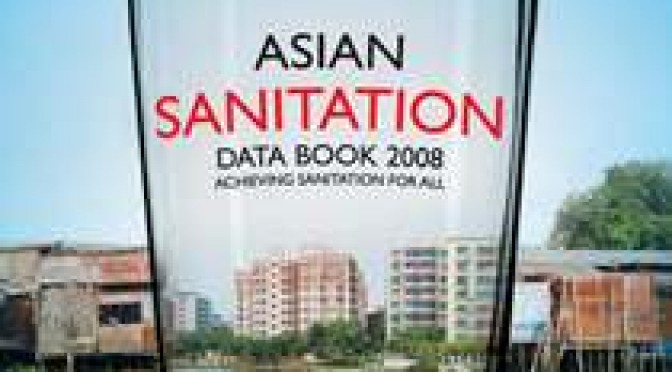 ASIAN
SANITATION
DATA BOOK 2008
ACHIEVING SANITATION FOR ALL